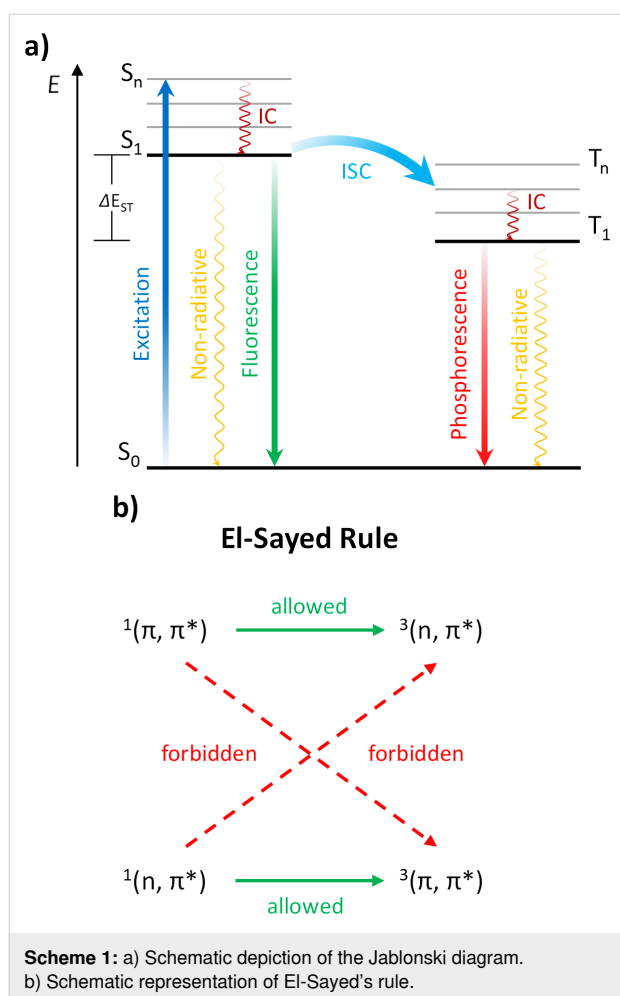 a)
E
Sn
IC
S1
ISC
Tn
ΔEST
IC
T1
Excitation
Non-radiative
Fluorescence
Phosphorescence
Non-radiative
S0
b)
El-Sayed Rule
allowed
1(π, π*)
3(n, π*)
forbidden
forbidden
1(n, π*)
3(π, π*)
allowed
Scheme 1: a) Schematic depiction of the Jablonski diagram.
b) Schematic representation of El-Sayed’s rule.